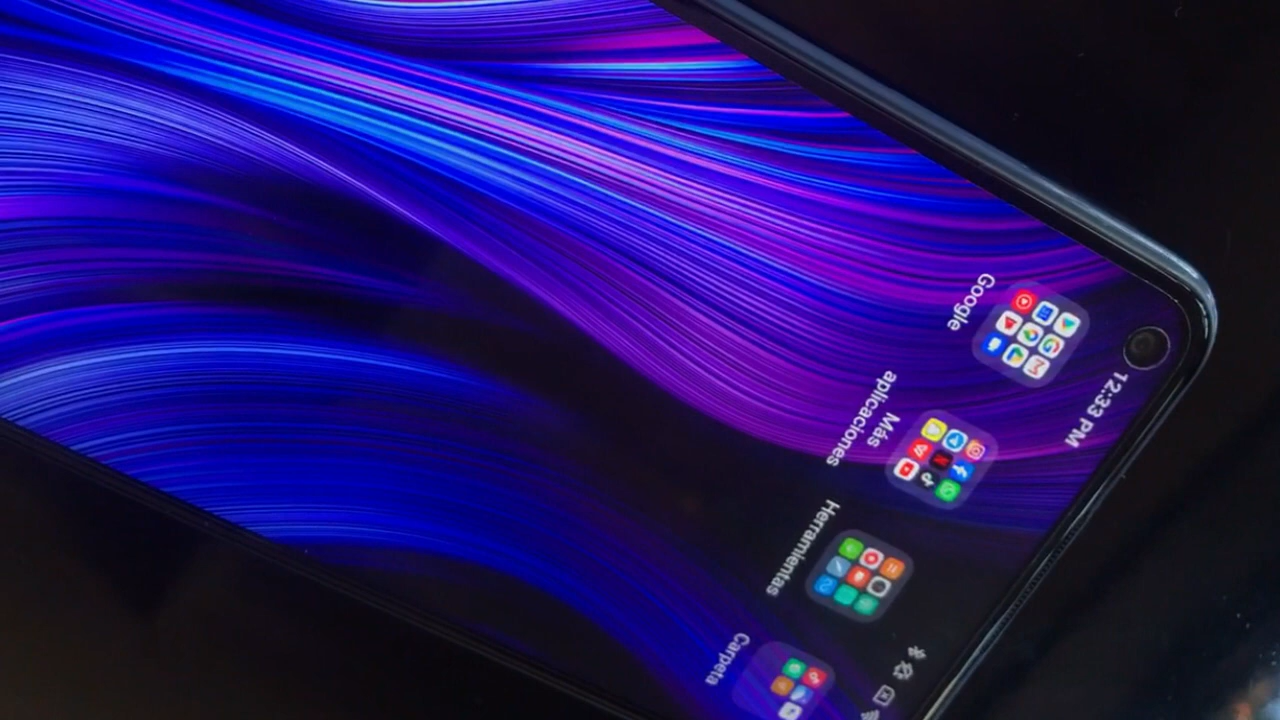 12:33 PM
Google
Más
aplicaciones
Herramientas
Carpeta